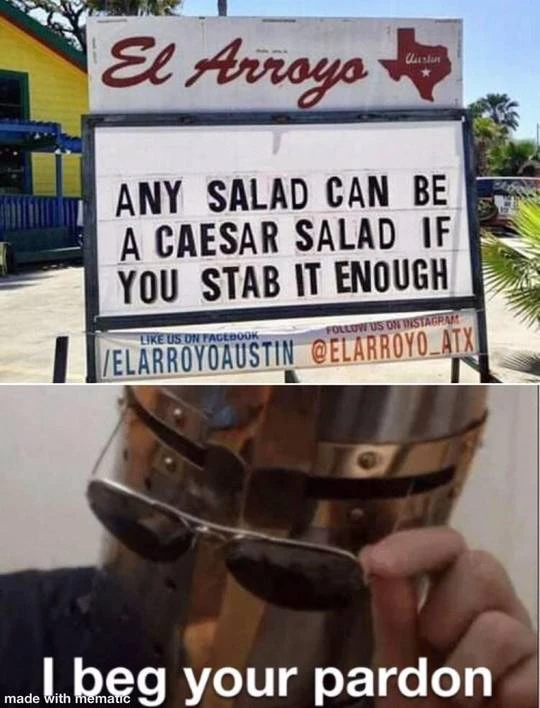 El Arroyo
Austin
ANY SALAD CAN BE
A CAESAR SALAD IF
YOU STAB IT ENOUGH
LIKE US ON FACEBOOK
/ELARROYOAUSTIN
FOLLOW US ON INSTAGRAM
@ELARROYO_ATX
I beg your pardon
made with mematic